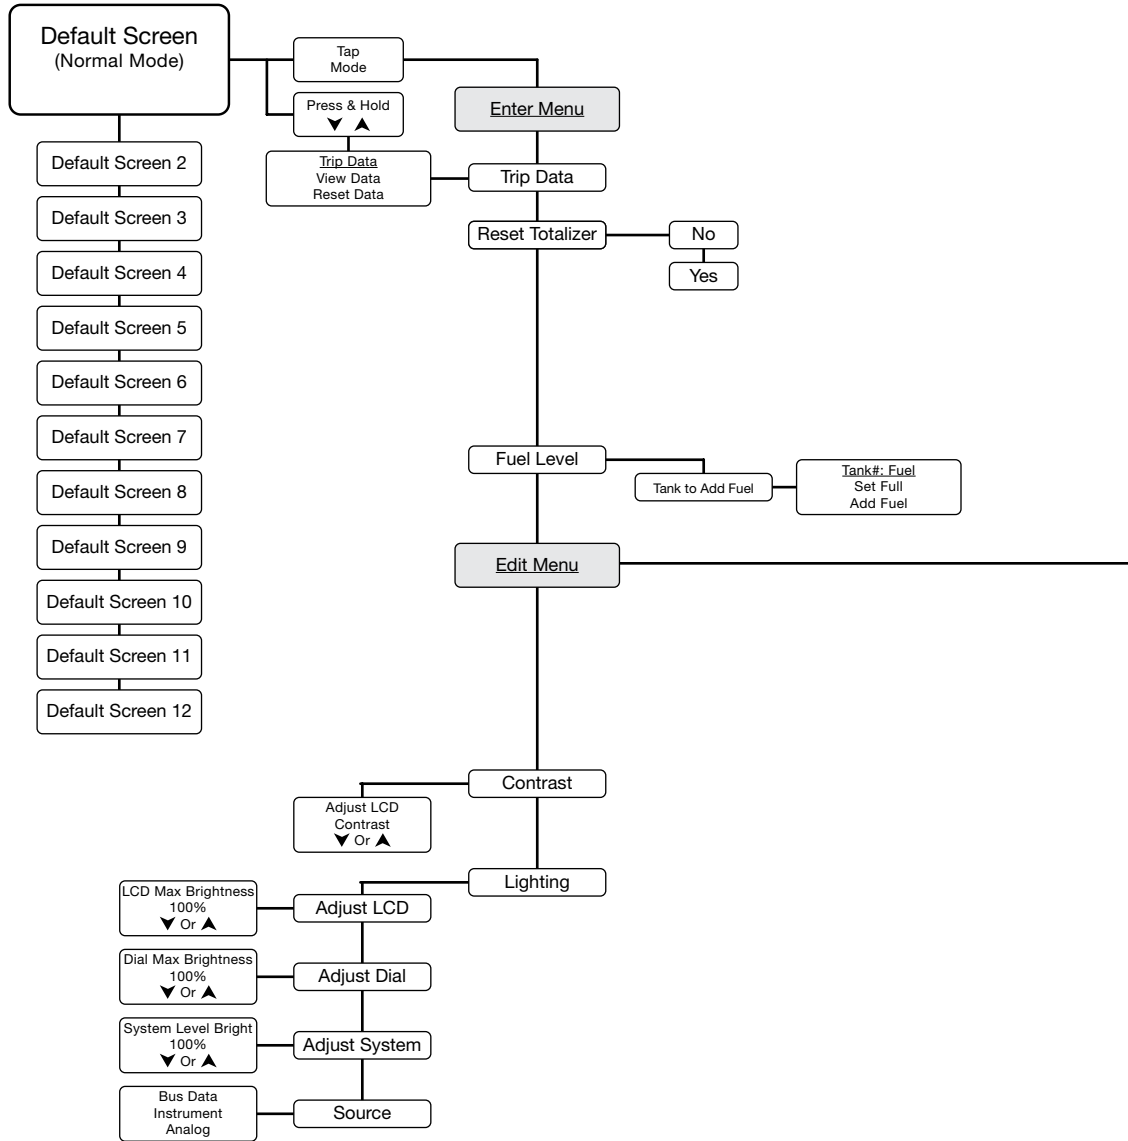 Default Screen
(Normal Mode)
Tap
Mode
Press & Hold
Enter Menu
Default Screen 2
Trip Data
View Data
Reset Data
Trip Data
Default Screen 3
Reset Totalizer
No
Default Screen 4
Yes
Default Screen 5
Default Screen 6
Default Screen 7
Fuel Level
Default Screen 8
Tank to Add Fuel
Tank#: Fuel
Set Full
Add Fuel
Default Screen 9
Edit Menu
Default Screen 10
Default Screen 11
Default Screen 12
Contrast
Adjust LCD
Contrast
Or
Lighting
LCD Max Brightness
100%
Or
Adjust LCD
Dial Max Brightness
100%
Or
Adjust Dial
System Level Bright
100%
Or
Adjust System
Bus Data
Instrument
Analog
Source